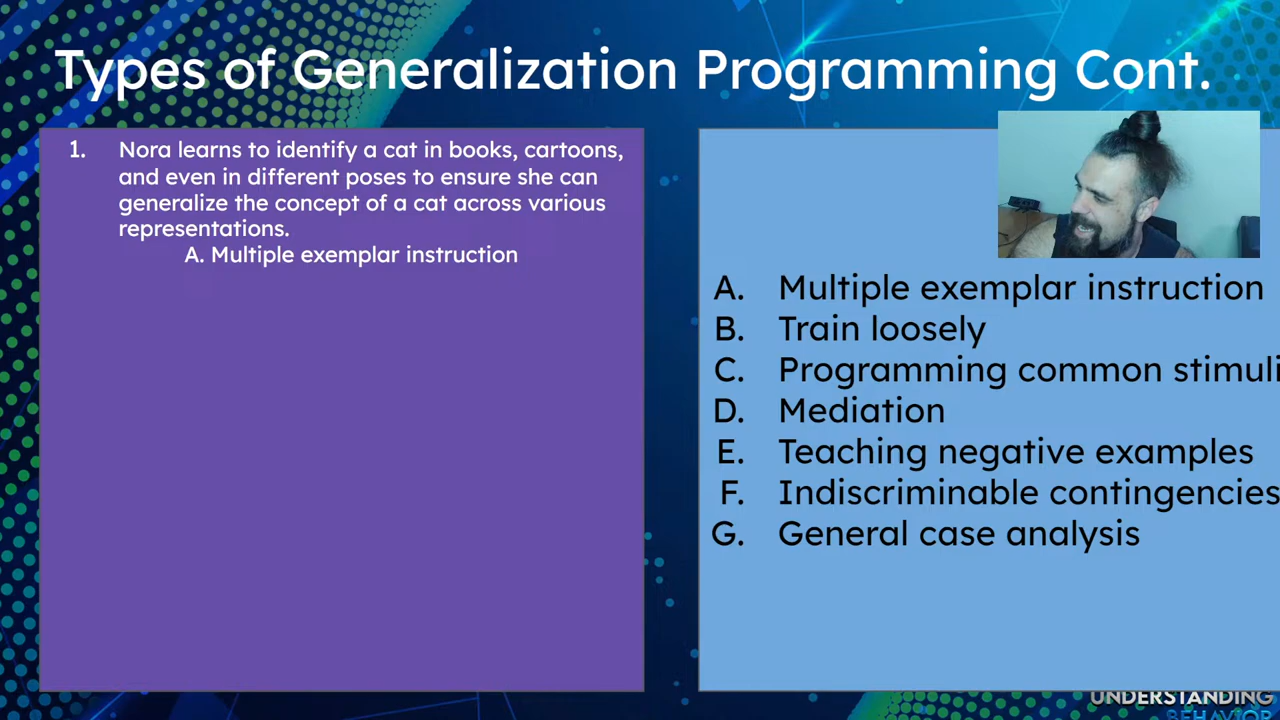 Types of Generalization Programming Cont.
1. Nora learns to identify a cat in books, cartoons,
and even in different poses to ensure she can
generalize the concept of a cat across various
representations.
A. Multiple exemplar instruction
A. Multiple exemplar instruction
B. Train loosely
C. Programming common stimuli
D. Mediation
E. Teaching negative examples
F. Indiscriminable contingencies
G. General case analysis
UNDERSTANDING
BEHAVIOR